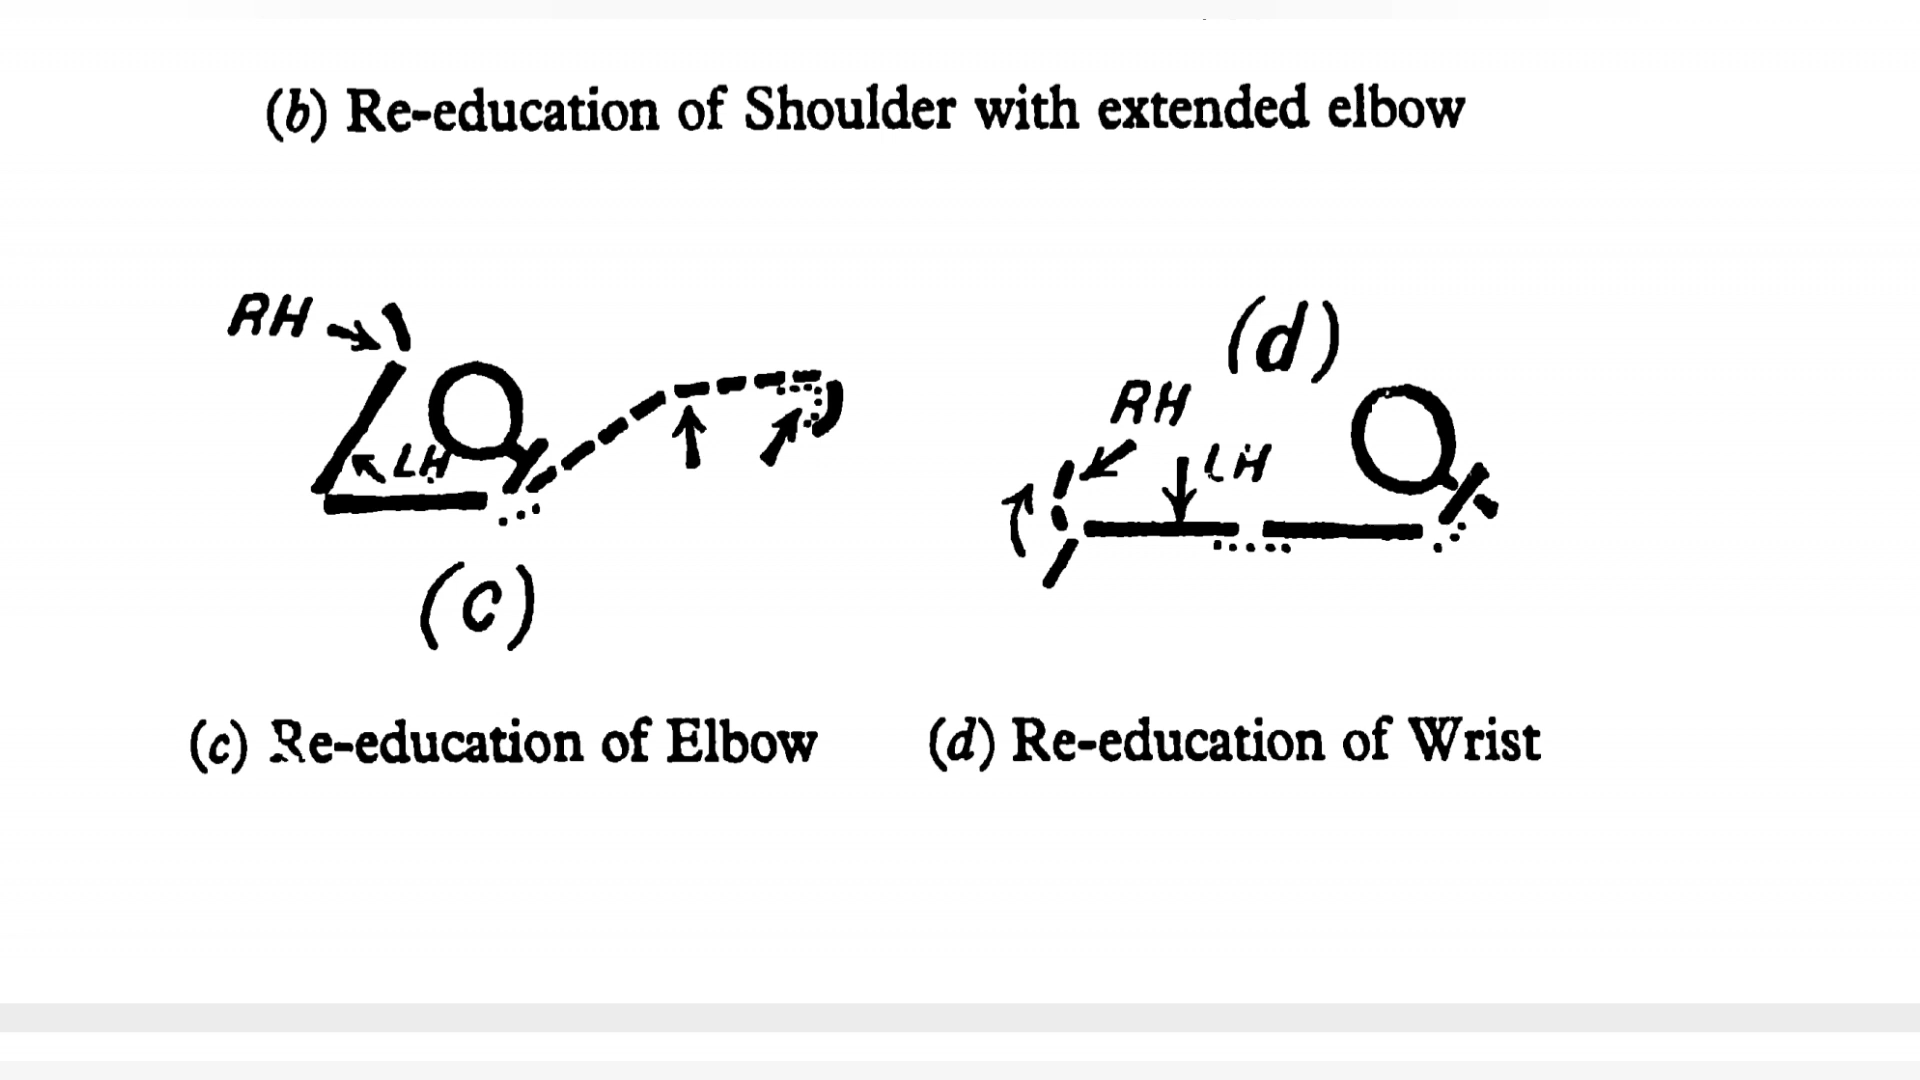 (b) Re-education of Shoulder with extended elbow
RH
LH
(c)
(d)
RH
LH
(c) Re-education of Elbow
(d) Re-education of Wrist